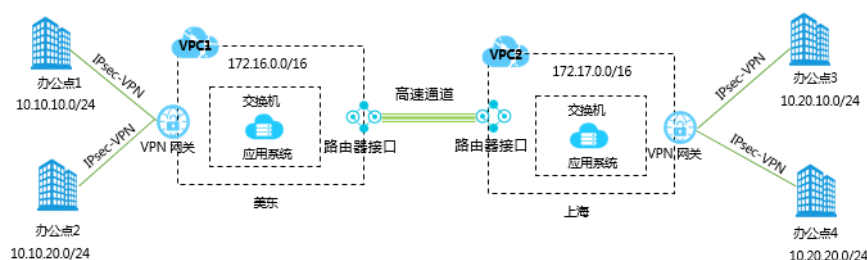 办公点1
10.10.10.0/24
IPsec-VPN
IPsec-VPN
办公点2
10.10.20.0/24
VPN 网关
VPC1
172.16.0.0/16
交换机
应用系统
路由器接口
美东
高速通道
VPC2
172.17.0.0/16
交换机
应用系统
路由器接口
上海
VPN 网关
IPsec-VPN
IPsec-VPN
办公点3
10.20.10.0/24
办公点4
10.20.20.0/24